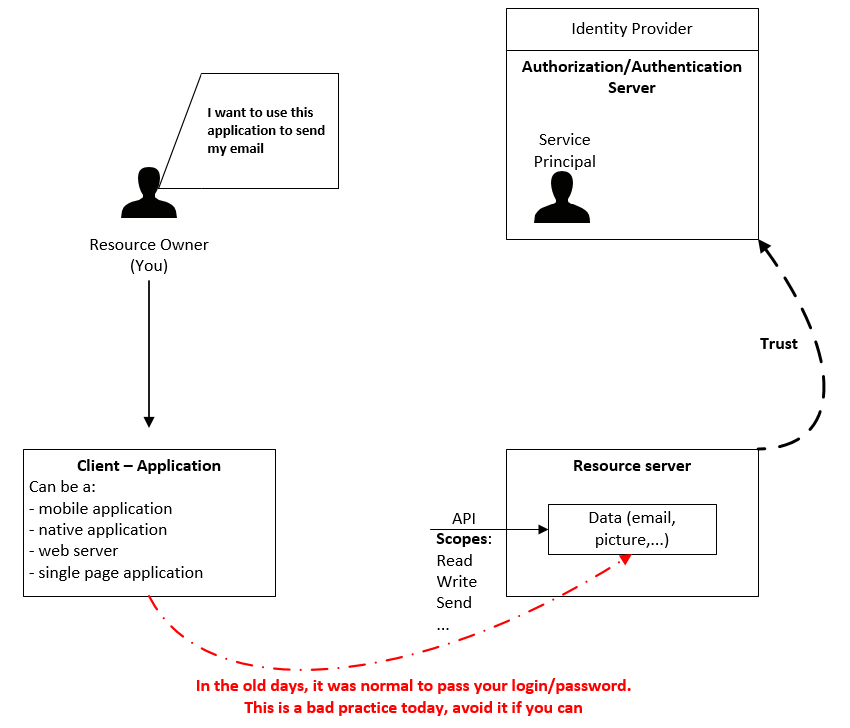 Identity Provider
Authorization/Authentication
Server
Service
Principal
I want to use this
application to send
my email
Resource Owner
(You)
Trust
Client – Application
Can be a:
- mobile application
- native application
- web server
- single page application
Resource server
Data (email,
picture,...)
API
Scopes:
Read
Write
Send
...
In the old days, it was normal to pass your login/password.
This is a bad practice today, avoid it if you can